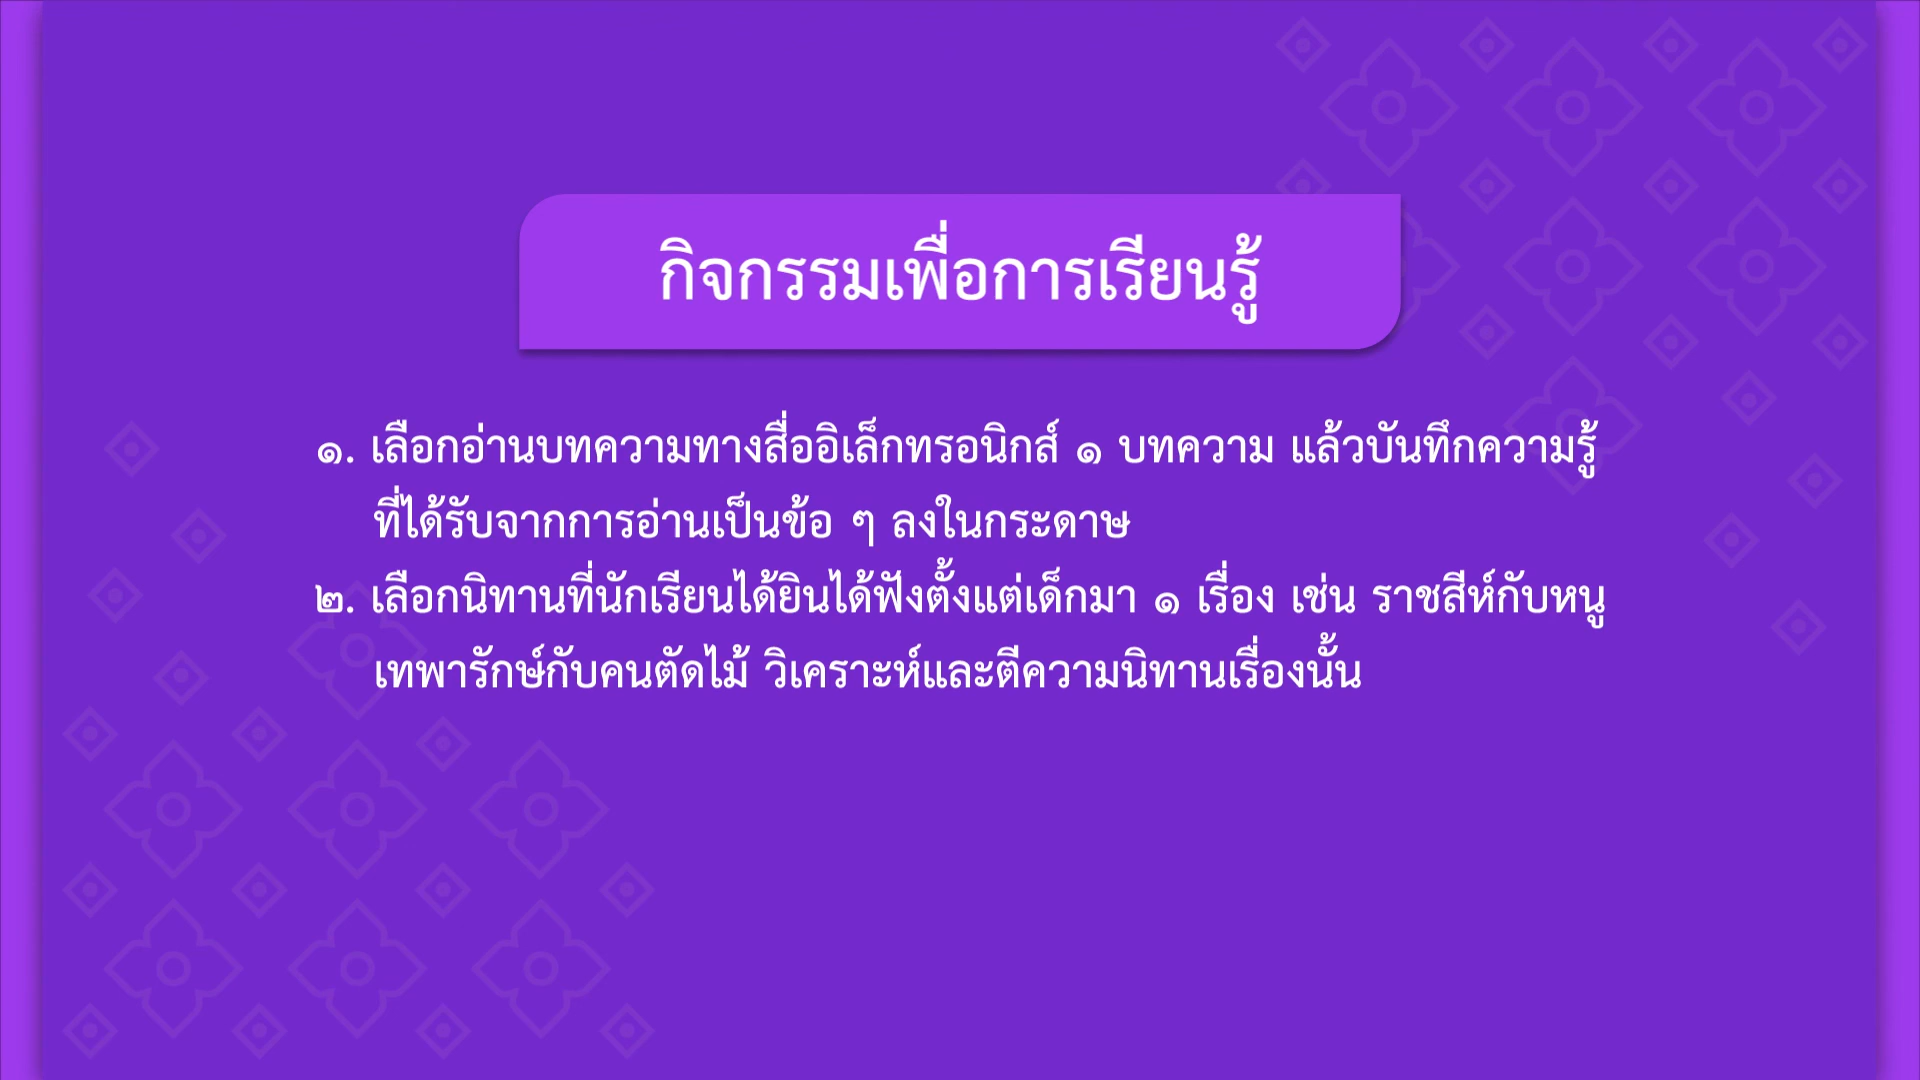 กิจกรรมเพื่อการเรียนรู้
๑. เลือกอ่านบทความทางสื่ออิเล็กทรอนิกส์ ๑ บทความ แล้วบันทึกความรู้
ที่ได้รับจากการอ่านเป็นข้อ ๆ ลงในกระดาษ
๒. เลือกนิทานที่นักเรียนได้ยินได้ฟังตั้งแต่เด็กมา ๑ เรื่อง เช่น ราชสีห์กับหนู
เทพารักษ์กับคนตัดไม้ วิเคราะห์และตีความนิทานเรื่องนั้น